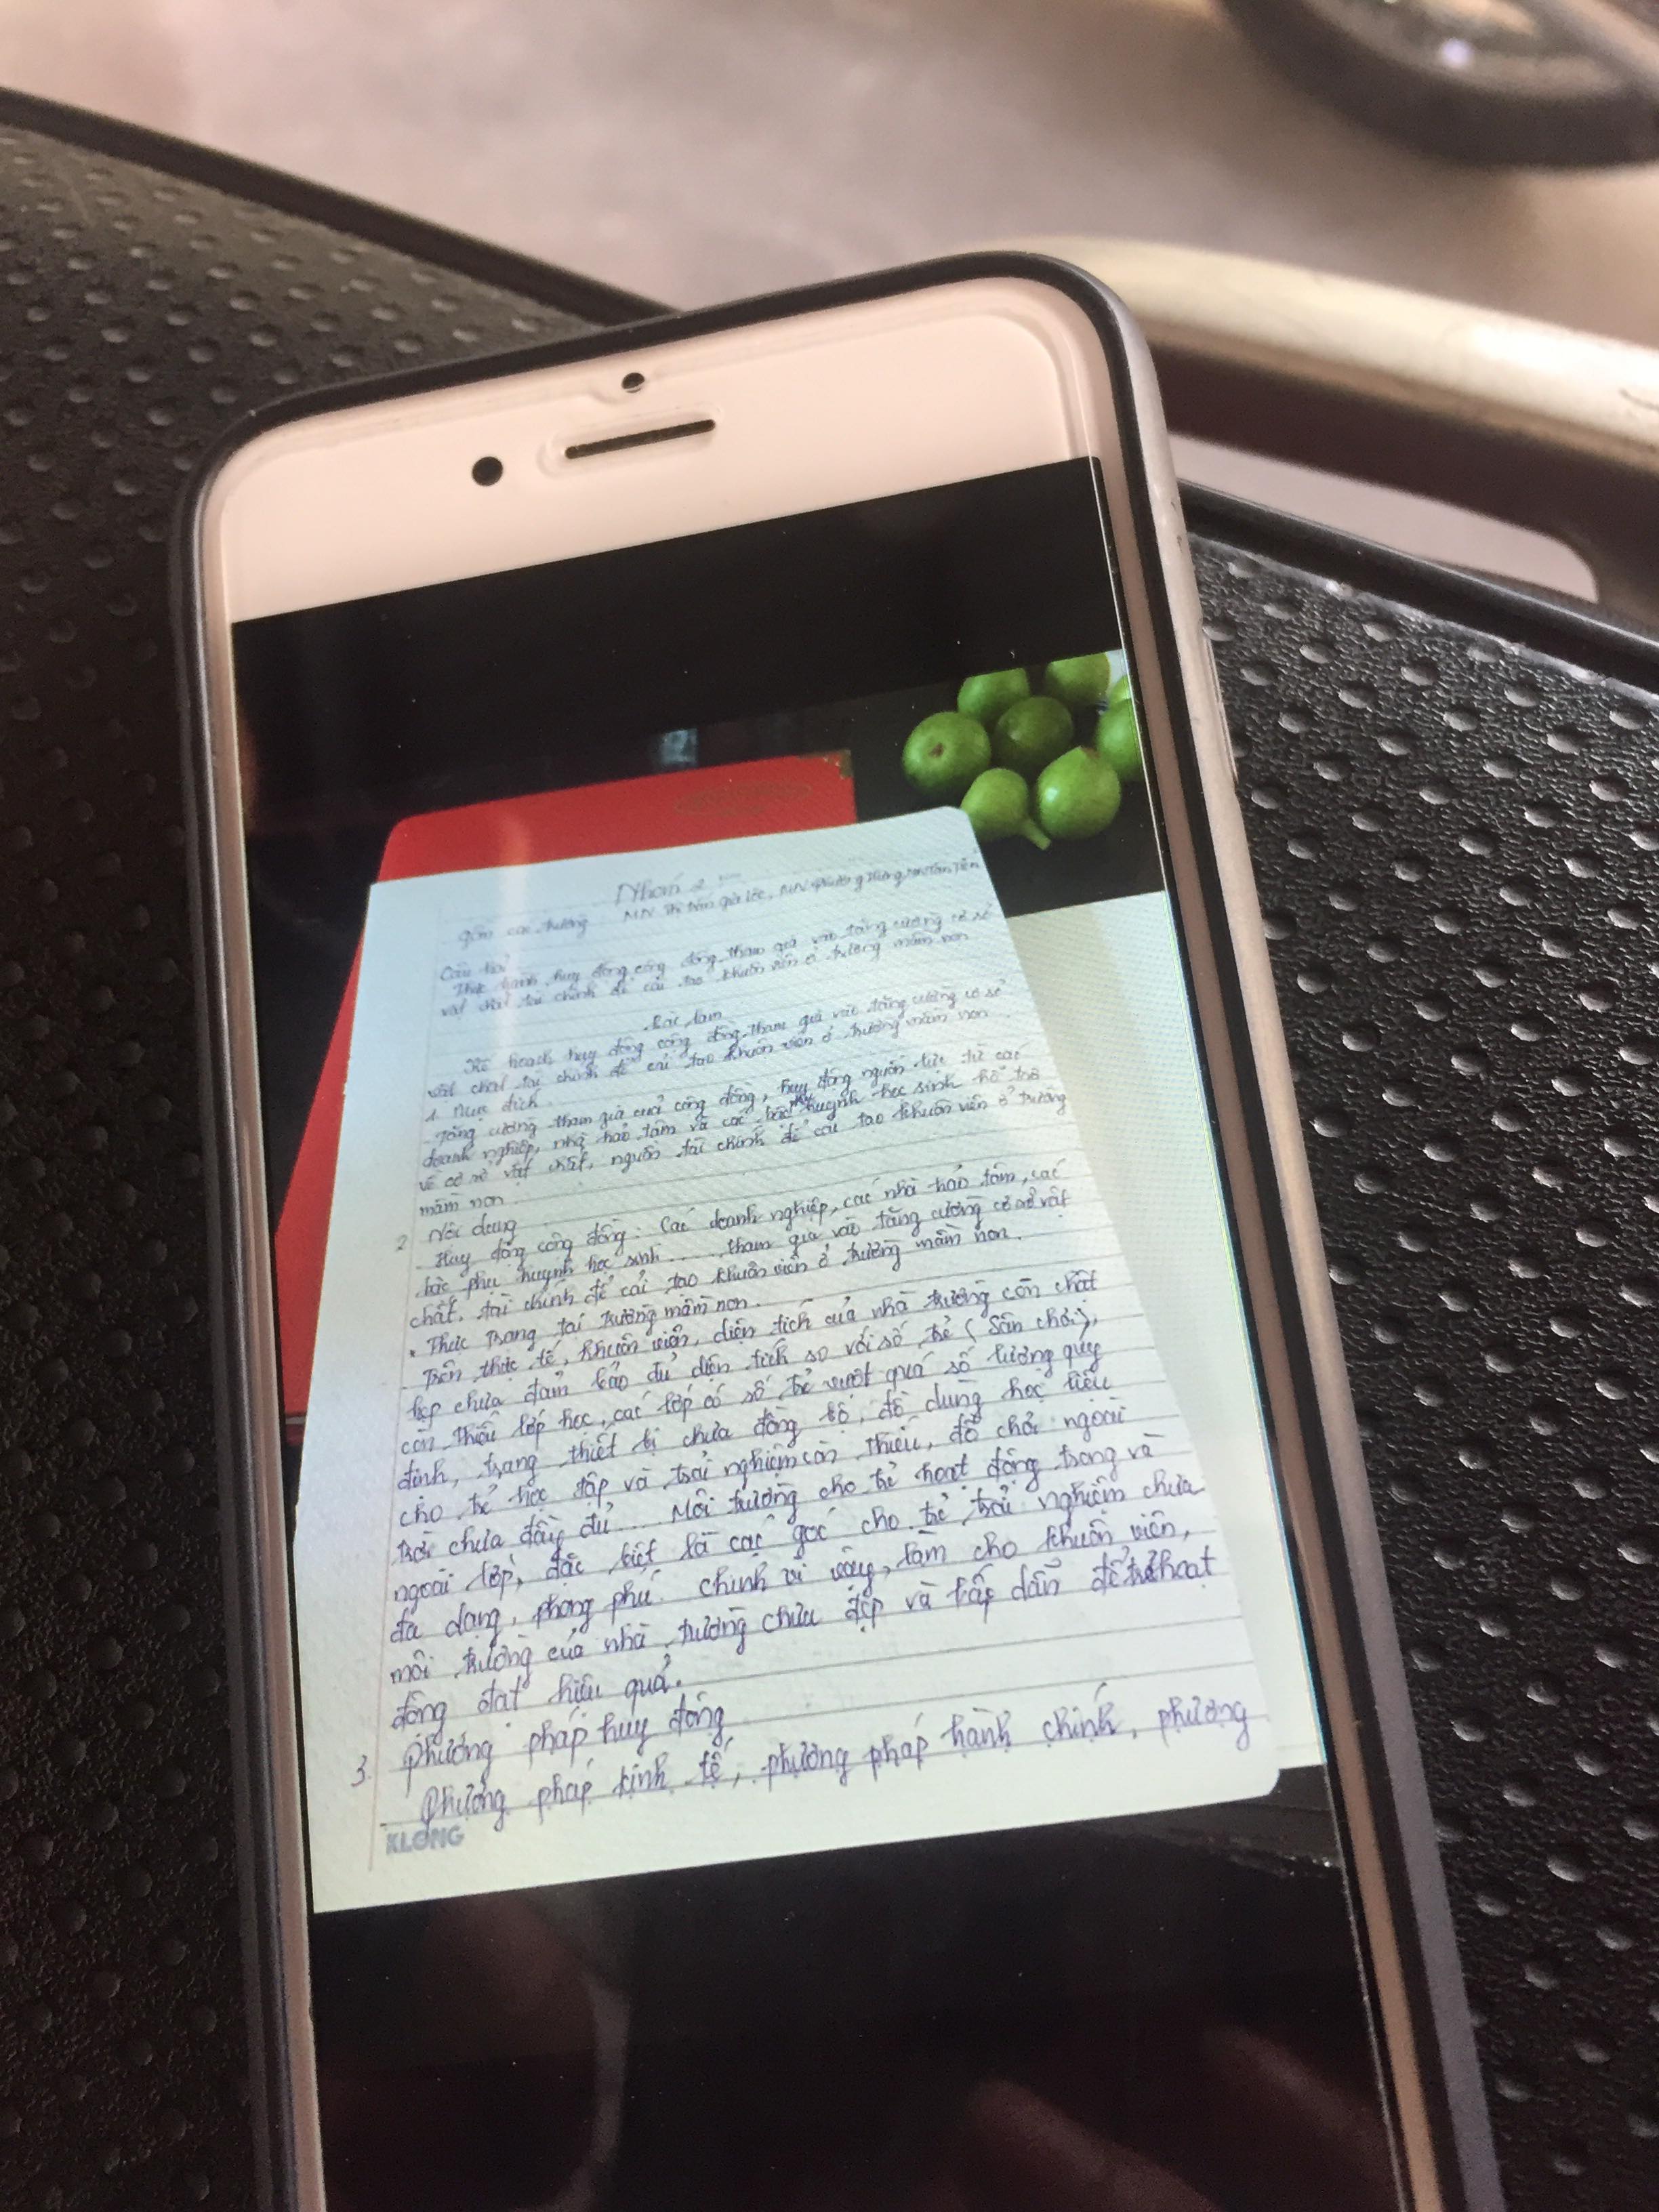 Nhóm 2
gồm các trường MN Thị trấn gia Lộc, MN Phương Hưng, MN Tân Tiến
Câu hỏi
Thực hành huy động cộng đồng tham gia vào tăng cường cơ sở
vật chất tài chính để cải tạo khuôn viên ở trường mầm non
Bài làm
Kế hoạch huy động cộng đồng tham gia vào tăng cường cơ sở
vật chất tài chính để cải tạo khuôn viên ở trường mầm non.
1. Mục đích.
- Tăng cường tham gia của cộng đồng, huy động nguồn lực từ các
doanh nghiệp, nhà hảo tâm và các bậc phụ huynh học sinh hỗ trợ
về cơ sở vật chất, nguồn tài chính để cải tạo khuôn viên ở trường
mầm non
2 Nội dung
- Huy động cộng đồng: Các doanh nghiệp, các nhà hảo tâm, các
bậc phụ huynh học sinh.... tham gia vào tăng cường cơ sở vật
chất, tài chính để cải tạo khuôn viên ở trường mầm non.
• Thực trạng tại trường mầm non.
- Trên thực tế, khuôn viên, diện tích của nhà trường còn chật
hẹp chưa đảm bảo đủ diện tích so với số trẻ (sân chơi),
còn thiếu lớp học, các lớp có số trẻ vượt quá số lượng quy
định, trang thiết bị chưa đồng bộ, đồ dùng học liệu
cho trẻ học tập và trải nghiệm còn thiếu, đồ chơi ngoài
trời chưa đầy đủ... Môi trường cho trẻ hoạt động trong và
ngoài lớp, đặc biệt là các góc cho trẻ trải nghiệm chưa
đa dạng, phong phú. Chính vì vậy, làm cho khuôn viên,
môi trường của nhà trường chưa đẹp và hấp dẫn để trẻ hoạt
động đạt hiệu quả.
3. Phương pháp huy động
Phương pháp kinh tế, phương pháp hành chính, phương
KLONG